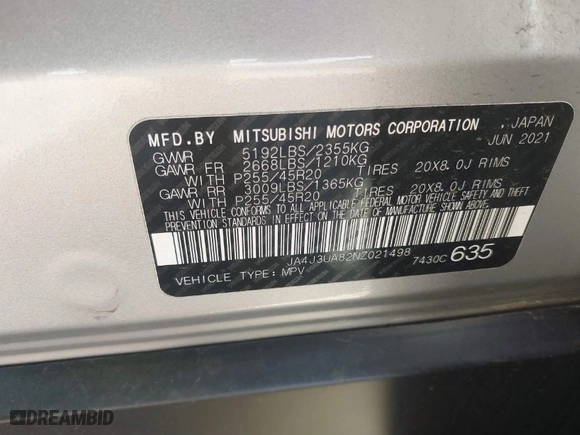 MFD.BY MITSUBISHI MOTORS CORPORATION , JAPAN
JUN 2021
GVWR 5192LBS/2355KG
GAWR FR 2668LBS/1210KG
WITH P255/45R20 TIRES 20X8.0J RIMS
GAWR RR 3009LBS/1365KG
WITH P255/45R20 TIRES 20X8.0J RIMS
THIS VEHICLE CONFORMS TO ALL APPLICABLE FEDERAL MOTOR VEHICLE SAFETY, BUMPER, AND THEFT
PREVENTION STANDARDS IN EFFECT ON THE DATE OF MANUFACTURE SHOWN ABOVE.
JA4J3UA82NZ021498
VEHICLE TYPE: MPV 7430C 635
DREAMBID